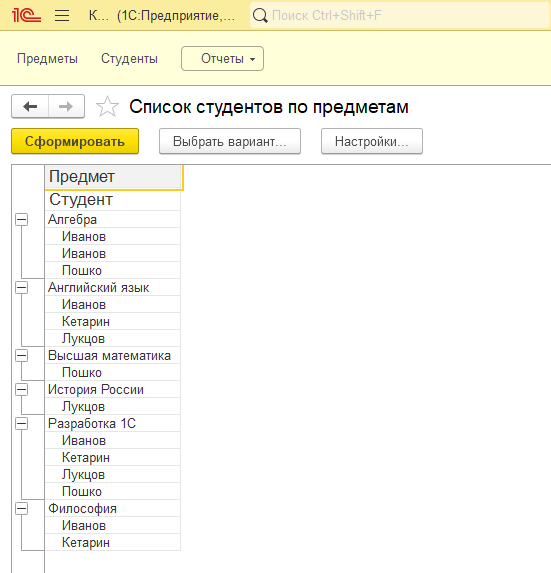 1С К... (1С:Предприятие,... Поиск Ctrl+Shift+F
Предметы Студенты Отчеты
Список студентов по предметам
Сформировать Выбрать вариант... Настройки...
Предмет
Студент
Алгебра
Иванов
Иванов
Пошко
Английский язык
Иванов
Кетарин
Лукцов
Высшая математика
Пошко
История России
Лукцов
Разработка 1С
Иванов
Кетарин
Лукцов
Пошко
Философия
Иванов
Кетарин